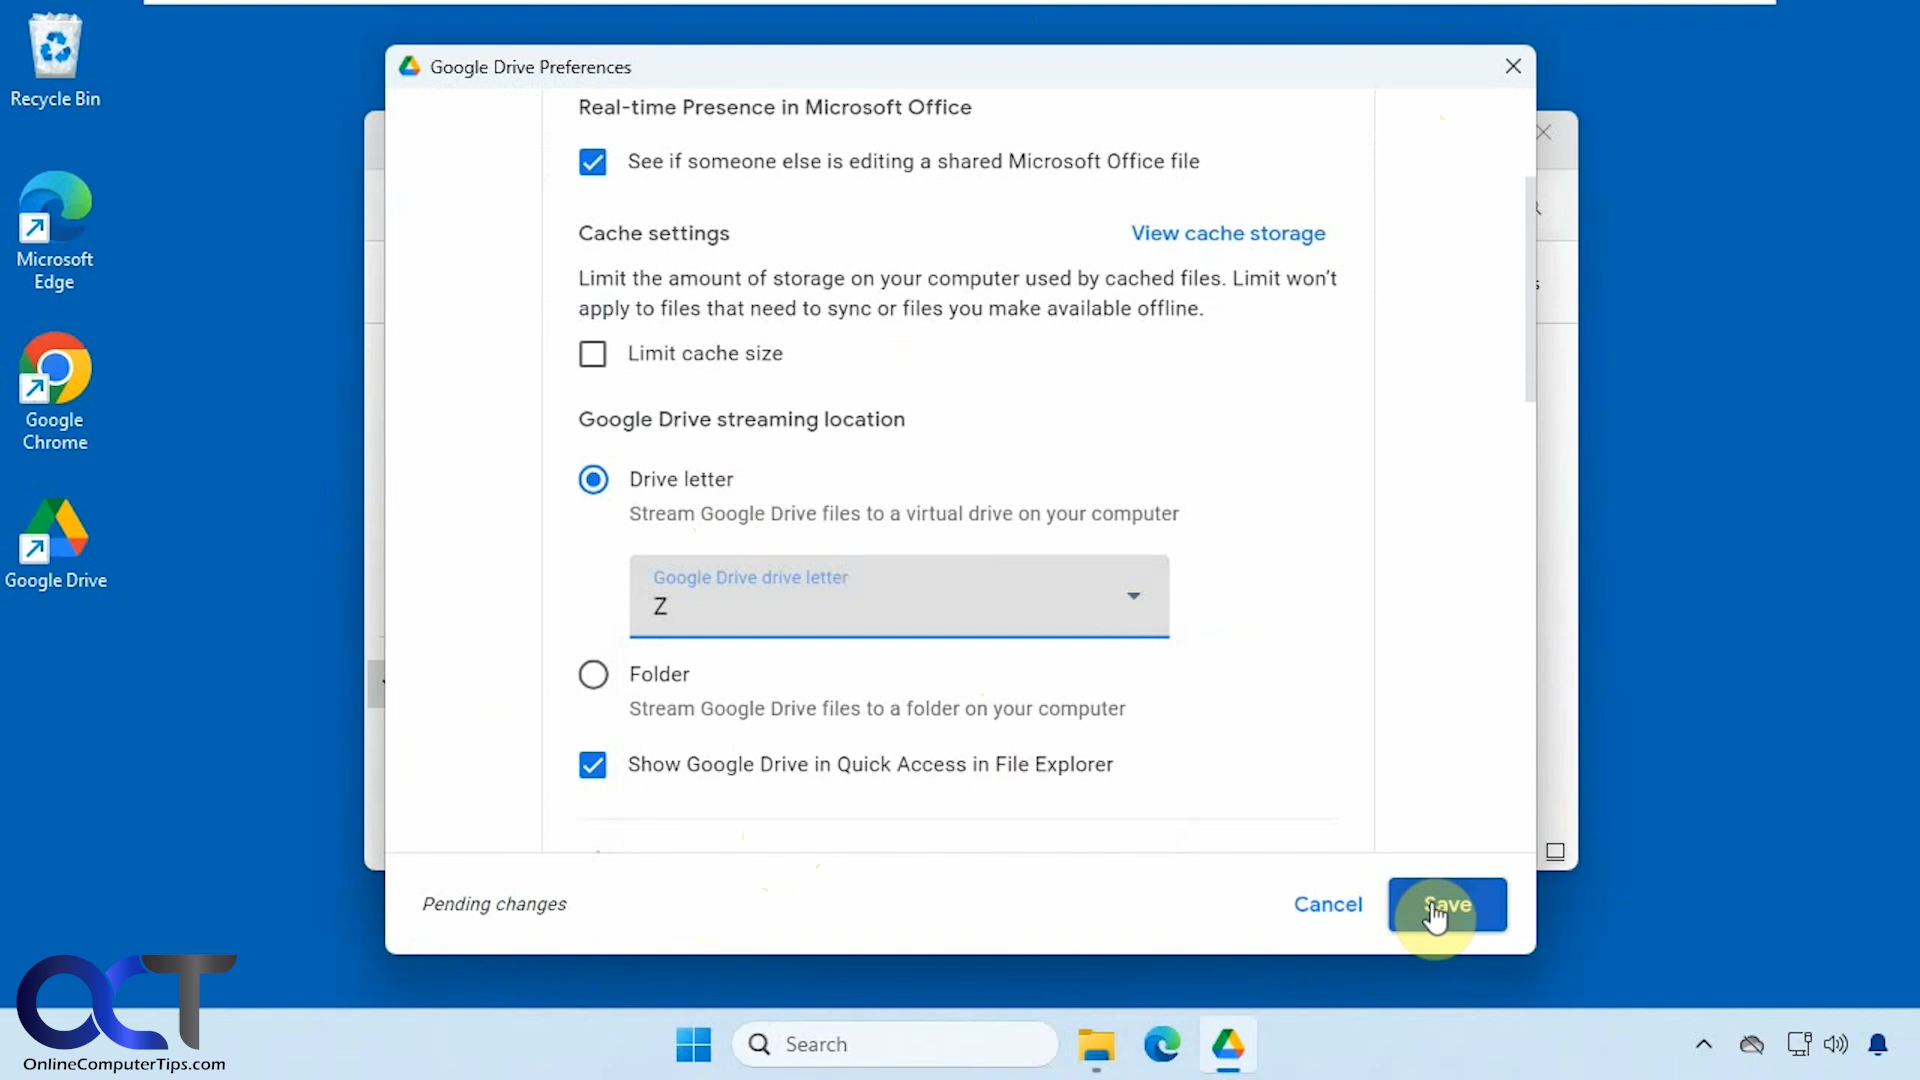 Recycle Bin
Microsoft
Edge
Google
Chrome
Google Drive
Google Drive Preferences
Real-time Presence in Microsoft Office
See if someone else is editing a shared Microsoft Office file
Cache settings
View cache storage
Limit the amount of storage on your computer used by cached files. Limit won't
apply to files that need to sync or files you make available offline.
Limit cache size
Google Drive streaming location
Drive letter
Stream Google Drive files to a virtual drive on your computer
Google Drive drive letter
Z
Folder
Stream Google Drive files to a folder on your computer
Show Google Drive in Quick Access in File Explorer
Pending changes
Cancel
Save
OCT
OnlineComputerTips.com
Search